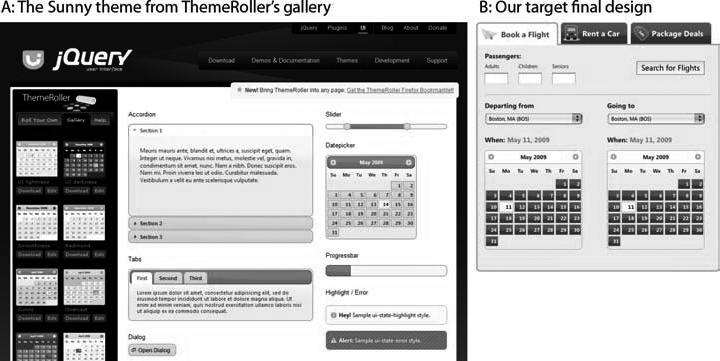 A: The Sunny theme from ThemeRoller's gallery
jQuery Plugins UI Blog About Donate
jQuery
user interface
Download Demos & Documentation Themes Development Support
New! Bring ThemeRoller into any page. Get the ThemeRoller Firefox Bookmarklet!
ThemeRoller
Roll Your Own Gallery Help
UI lightness UI darkness
Download Edit Download Edit
Smoothness Redmond
Download Edit Download Edit
Sunny Overcast
Download Edit Download Edit
Accordion
Section 1
Mauris mauris ante, blandit et, ultrices a, suscipit eget, quam.
Integer ut neque. Vivamus nisi metus, molestie vel, gravida in,
condimentum sit amet, nunc. Nam a nibh. Donec suscipit eros.
Nam mi. Proin viverra leo ut odio. Curabitur malesuada.
Vestibulum a velit eu ante scelerisque vulputate.
Section 2
Section 3
Tabs
First Second Third
Lorem ipsum dolor sit amet, consectetur adipisicing elit, sed do
eiusmod tempor incididunt ut labore et dolore magna aliqua. Ut
enim ad minim veniam, quis nostrud exercitation ullamco laboris nisi
ut aliquip ex ea commodo consequat.
Dialog
Open Dialog
Slider
Datepicker
May 2009
Su Mo Tu We Th Fr Sa
1 2
3 4 5 6 7 8 9
10 11 12 13 14 15 16
17 18 19 20 21 22 23
24 25 26 27 28 29 30
31
Progressbar
Highlight / Error
Hey! Sample ui-state-highlight style.
Alert: Sample ui-state-error style.
B: Our target final design
Book a Flight Rent a Car Package Deals
Passengers:
Adults Children Seniors
Search for Flights
Departing from Going to
Boston, MA (BOS) Boston, MA (BOS)
When: May 11, 2009 When: May 11, 2009
May 2009 May 2009
Su Mo Tu We Th Fr Sa Su Mo Tu We Th Fr Sa
1 2 1 2
3 4 5 6 7 8 9 3 4 5 6 7 8 9
10 11 12 13 14 15 16 10 11 12 13 14 15 16
17 18 19 20 21 22 23 17 18 19 20 21 22 23
24 25 26 27 28 29 30 24 25 26 27 28 29 30
31 31